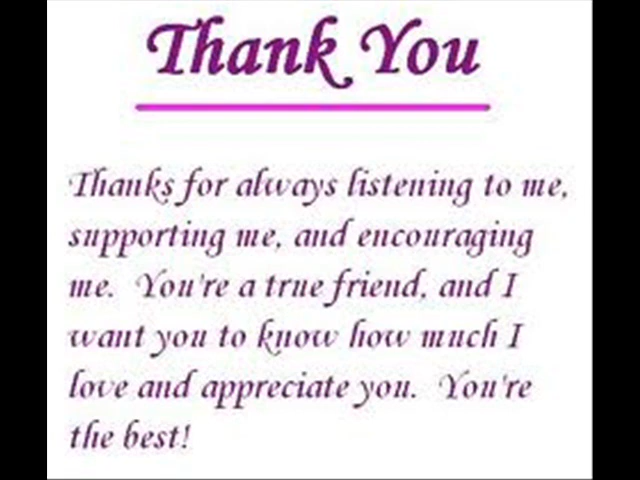 Thank You
Thanks for always listening to me,
supporting me, and encouraging
me. You're a true friend, and I
want you to know how much I
love and appreciate you. You're
the best!